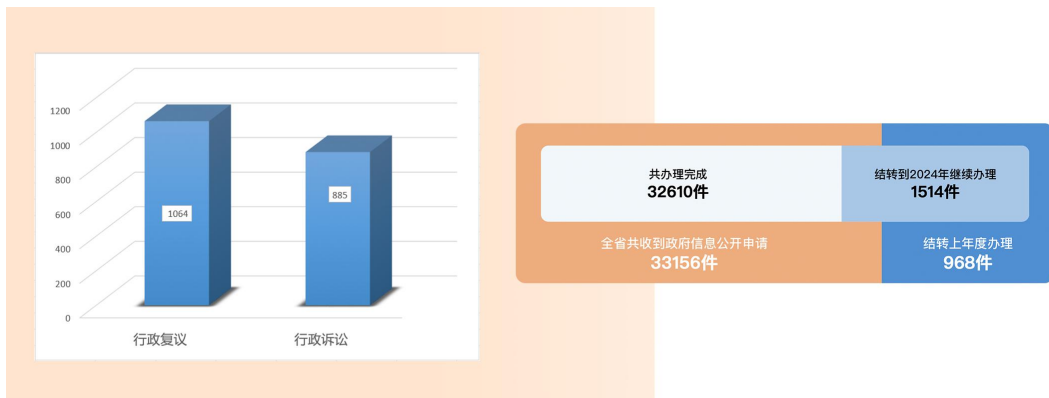 1200
1000
800
600
400
200
0
1064
885
行政复议
行政诉讼
共办理完成
32610件
结转到2024年继续办理
1514件
全省共收到政府信息公开申请
33156件
结转上年度办理
968件